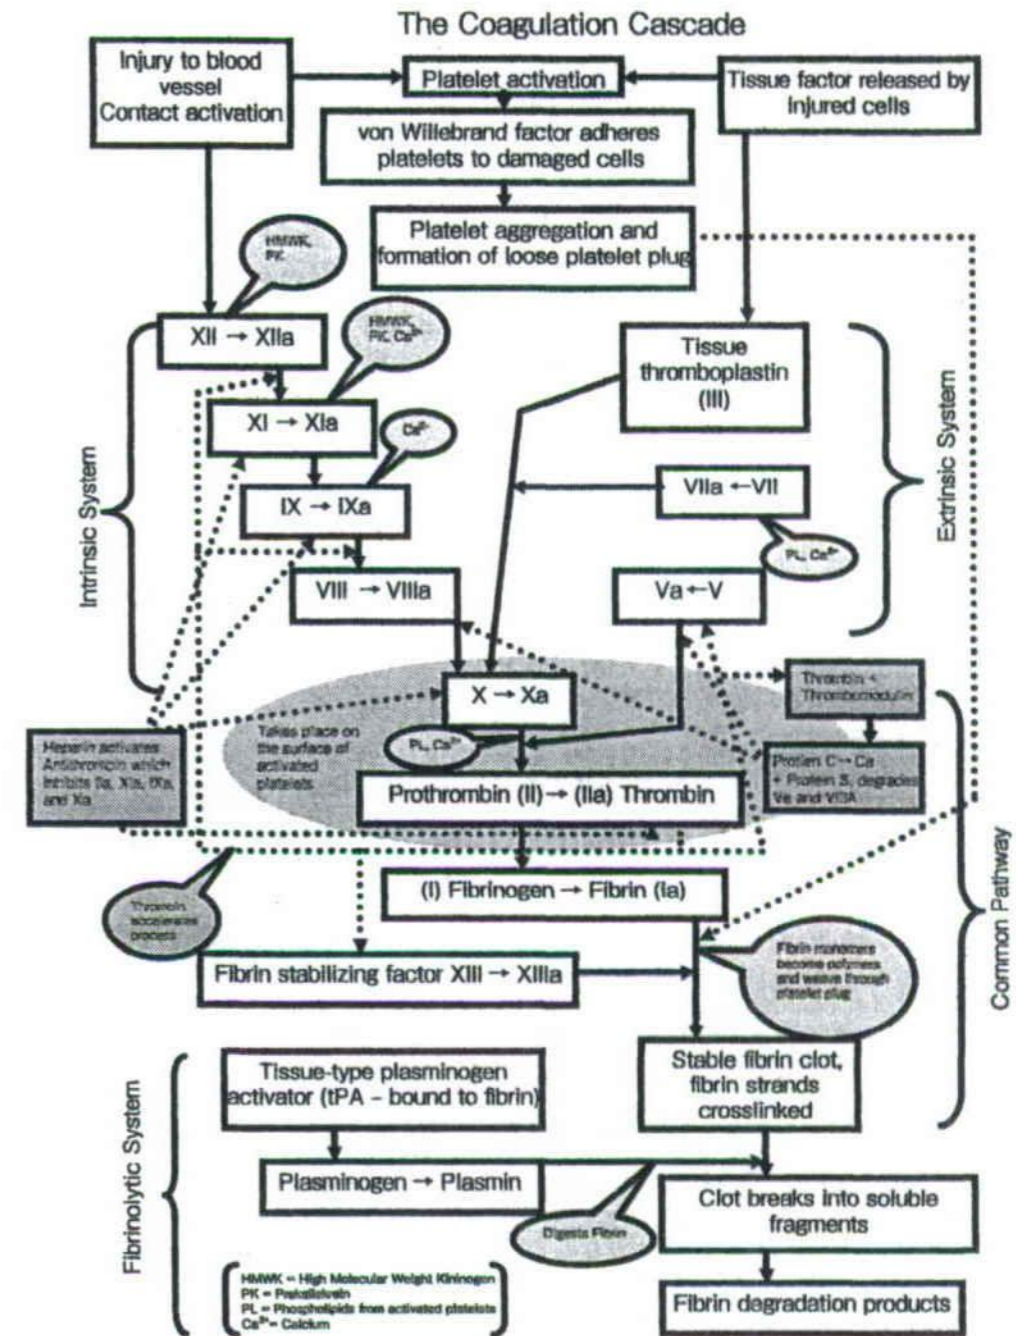 The Coagulation Cascade
Injury to blood
vessel
Contact activation
Platelet activation
Tissue factor released by
injured cells
von Willebrand factor adheres
platelets to damaged cells
Platelet aggregation and
formation of loose platelet plug
HMWK,
PK
XII → XIIa
HMWK,
PK, Ca²⁺
Tissue
thromboplastin
(III)
XI → XIa
Ca²⁺
Intrinsic System
Extrinsic System
IX → IXa
VIIa ←VII
PL, Ca²⁺
VIII → VIIIa
Va←V
Thrombin +
Thrombomodulin
X → Xa
Takes place on
the surface of
activated
platelets
PL, Ca²⁺
Heparin activates
Antithrombin which
inhibits IIa, XIa, IXa,
and Xa
Protien C→ Ca
+ Protein S, degrades
Va and
Prothrombin (II)→ (IIa) Thrombin
(I) Fibrinogen → Fibrin (Ia)
Thrombin
accelerates
process
Common Pathway
Fibrin monomers
become polymers
and weave through
platelet plug
Fibrin stabilizing factor XIII → XIIIa
Stable fibrin clot,
fibrin strands
crosslinked
Fibrinolytic System
Tissue-type plasminogen
activator (tPA – bound to fibrin)
Plasminogen → Plasmin
Digests Fibrin
Clot breaks into soluble
fragments
Fibrin degradation products
HMWK = High Molecular Weight Kininogen
PK = Prekallikrein
PL = Phospholipids from activated platelets
Ca²⁺= Calcium